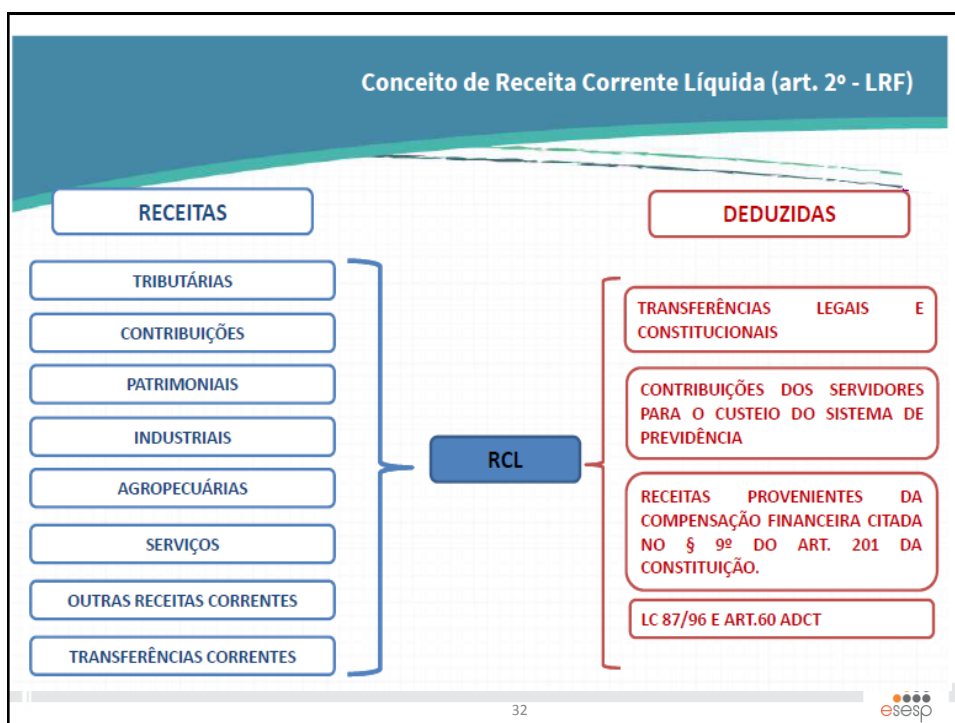 Conceito de Receita Corrente Líquida (art. 2º - LRF)
RECEITAS
TRIBUTÁRIAS
CONTRIBUIÇÕES
PATRIMONIAIS
INDUSTRIAIS
AGROPECUÁRIAS
SERVIÇOS
OUTRAS RECEITAS CORRENTES
TRANSFERÊNCIAS CORRENTES
RCL
DEDUZIDAS
TRANSFERÊNCIAS LEGAIS E
CONSTITUCIONAIS
CONTRIBUIÇÕES DOS SERVIDORES
PARA O CUSTEIO DO SISTEMA DE
PREVIDÊNCIA
RECEITAS PROVENIENTES DA
COMPENSAÇÃO FINANCEIRA CITADA
NO § 9º DO ART. 201 DA
CONSTITUIÇÃO.
LC 87/96 E ART.60 ADCT
32
esesp